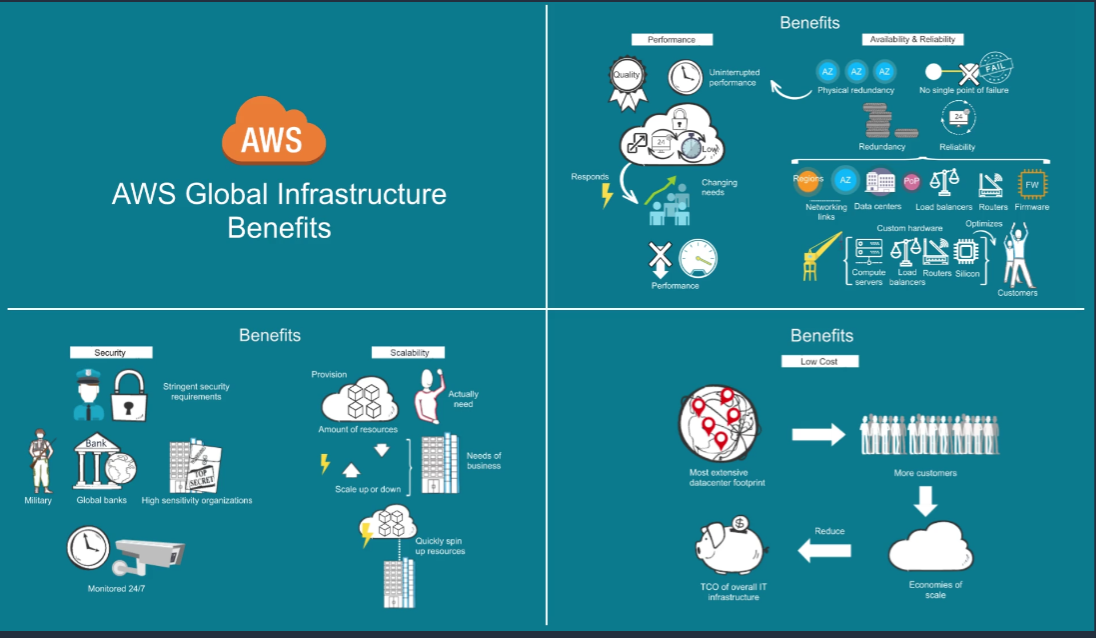 AWS
AWS Global Infrastructure
Benefits
Benefits
Performance
Quality
Uninterrupted
performance
24
Low
Responds
Changing
needs
Performance
Availability & Reliability
AZ AZ AZ
Physical redundancy
FAIL
No single point of failure
Redundancy
24
Reliability
Regions
AZ
PoP
FW
Networking
links
Data centers
Load balancers
Routers
Firmware
Custom hardware
Optimizes
Compute
servers
Load
balancers
Routers
Silicon
Customers
Benefits
Security
Stringent security
requirements
Military
Bank
Global banks
TOP
SECRET
High sensitivity organizations
Monitored 24/7
Scalability
Provision
Amount of resources
Actually
need
Scale up or down
Needs of
business
Quickly spin
up resources
Benefits
Low Cost
Most extensive
datacenter footprint
More customers
Economies of
scale
Reduce
$
TCO of overall IT
infrastructure